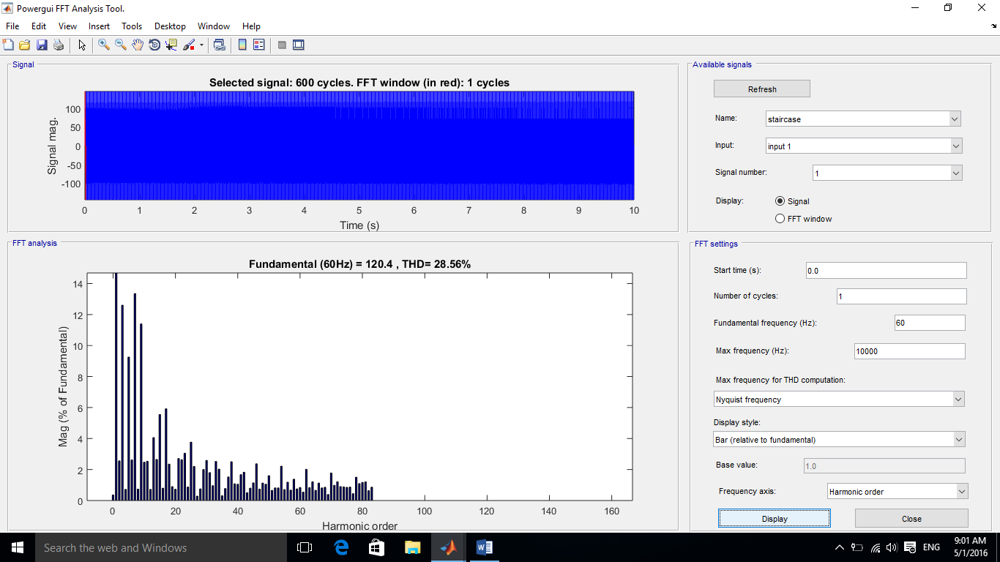 Powergui FFT Analysis Tool.
File Edit View Insert Tools Desktop Window Help
Signal
Selected signal: 600 cycles. FFT window (in red): 1 cycles
Signal mag.
100
50
0
-50
-100
0 1 2 3 4 5 6 7 8 9 10
Time (s)
FFT analysis
Fundamental (60Hz) = 120.4 , THD= 28.56%
Mag (% of Fundamental)
14
12
10
8
6
4
2
0
0 20 40 60 80 100 120 140 160
Harmonic order
Available signals
Refresh
Name: staircase
Input: input 1
Signal number: 1
Display: Signal
FFT window
FFT settings
Start time (s): 0.0
Number of cycles: 1
Fundamental frequency (Hz): 60
Max frequency (Hz): 10000
Max frequency for THD computation:
Nyquist frequency
Display style:
Bar (relative to fundamental)
Base value: 1.0
Frequency axis: Harmonic order
Display Close
Search the web and Windows
ENG
9:01 AM
5/1/2016